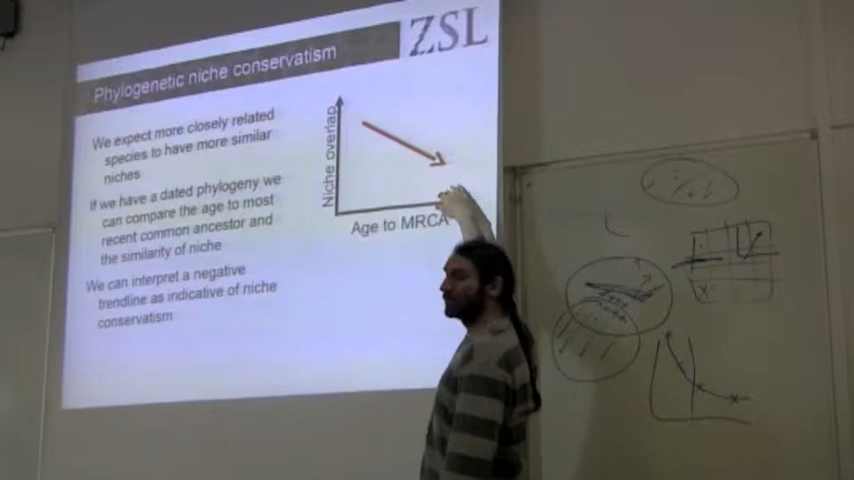 ZSL
Phylogenetic niche conservatism
We expect more closely related
species to have more similar
niches
If we have a dated phylogeny we
can compare the age to most
recent common ancestor and
the similarity of niche
We can interpret a negative
trendline as indicative of niche
conservatism
Niche overlap
Age to MRCA